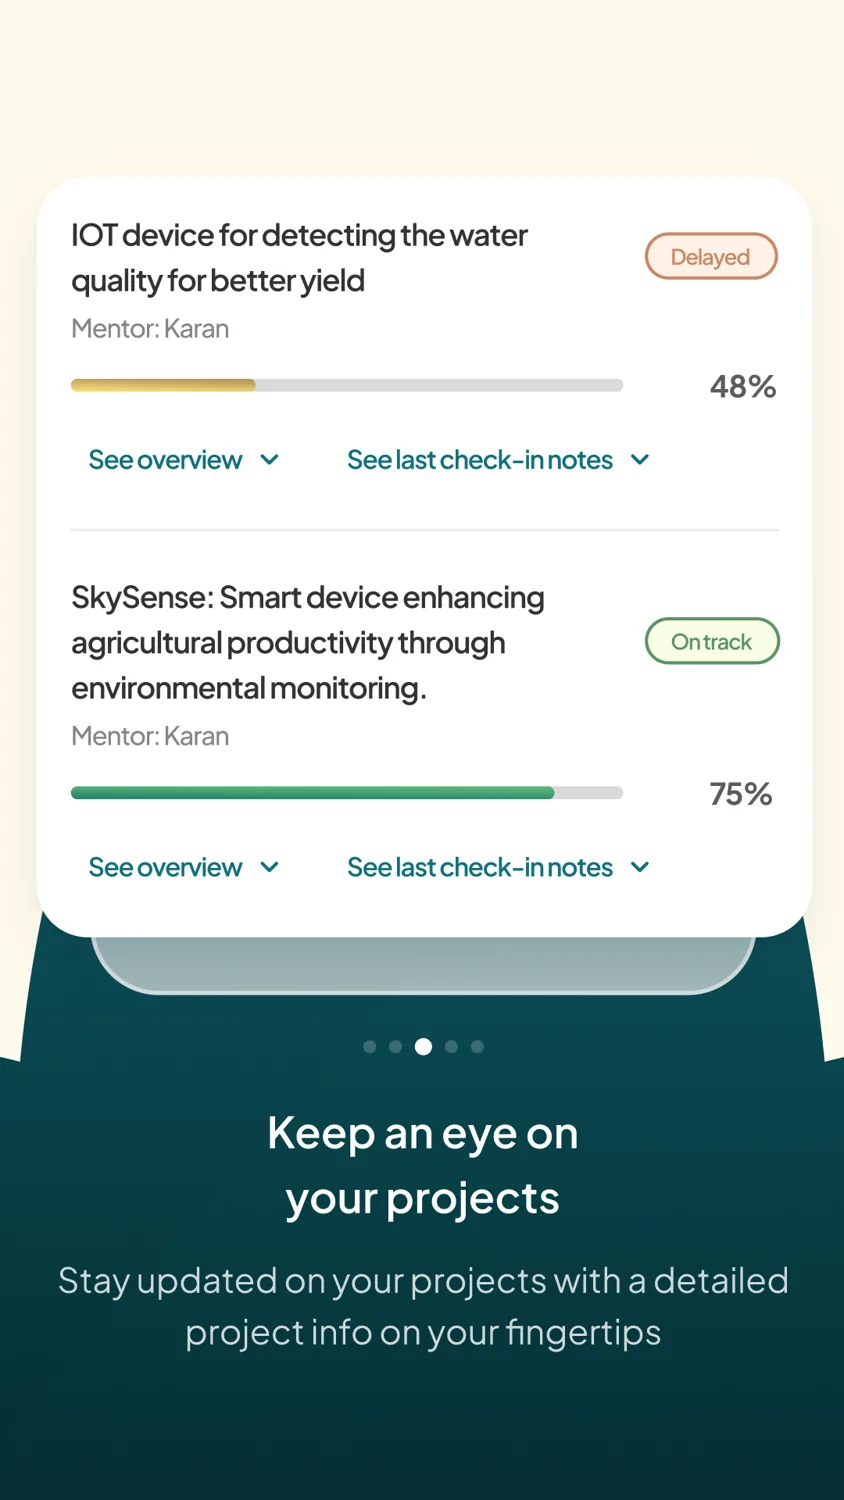 IOT device for detecting the water
quality for better yield
Delayed
Mentor: Karan
48%
See overview
See last check-in notes
SkySense: Smart device enhancing
agricultural productivity through
environmental monitoring.
On track
Mentor: Karan
75%
See overview
See last check-in notes
Keep an eye on
your projects
Stay updated on your projects with a detailed
project info on your fingertips